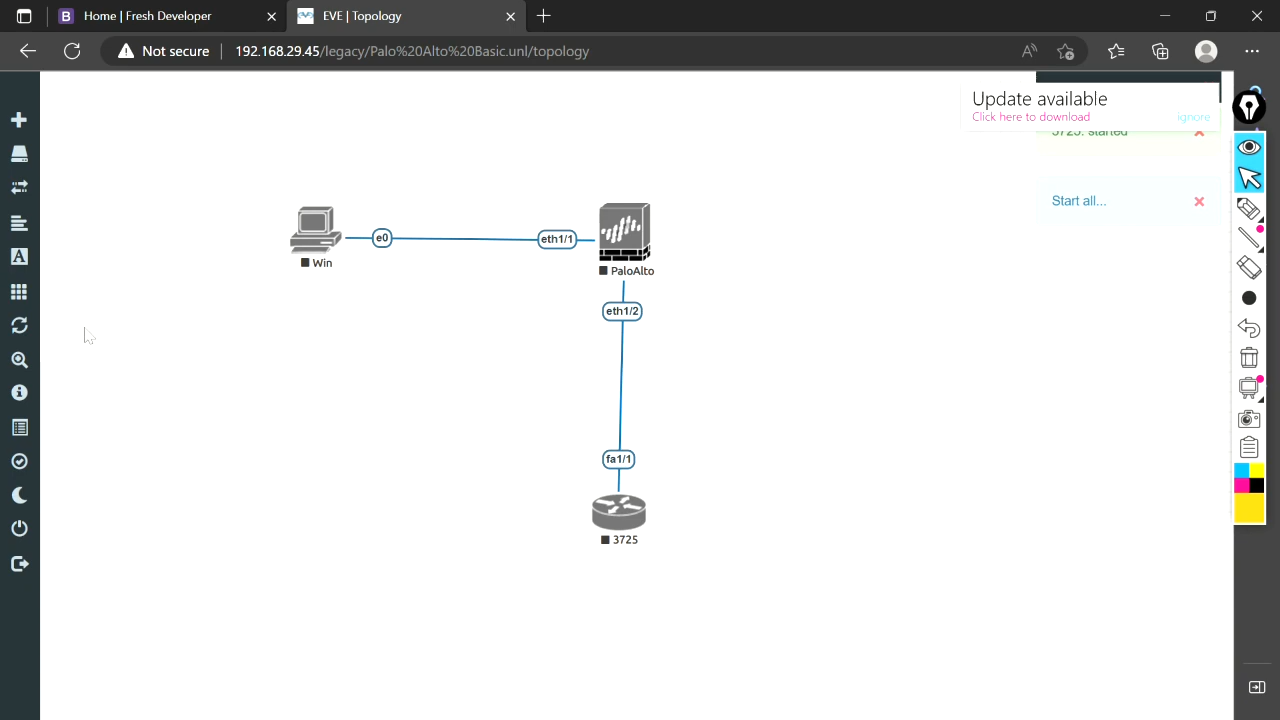 Home | Fresh Developer
EVE | Topology
Not secure
192.168.29.45/legacy/Palo%20Alto%20Basic.unl/topology
Update available
Click here to download
ignore
3725: started
Start all...
e0
eth1/1
Win
PaloAlto
eth1/2
fa1/1
3725